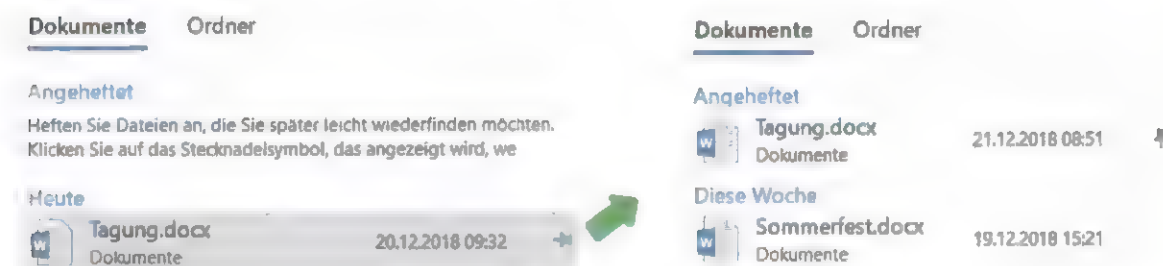 Dokumente Ordner
Angeheftet
Heften Sie Dateien an, die Sie später leicht wiederfinden möchten.
Klicken Sie auf das Stecknadelsymbol, das angezeigt wird, we
Heute
W Tagung.docx 20.12.2018 09:32
Dokumente
Dokumente Ordner
Angeheftet
W Tagung.docx 21.12.2018 08:51
Dokumente
Diese Woche
W Sommerfest.docx 19.12.2018 15:21
Dokumente